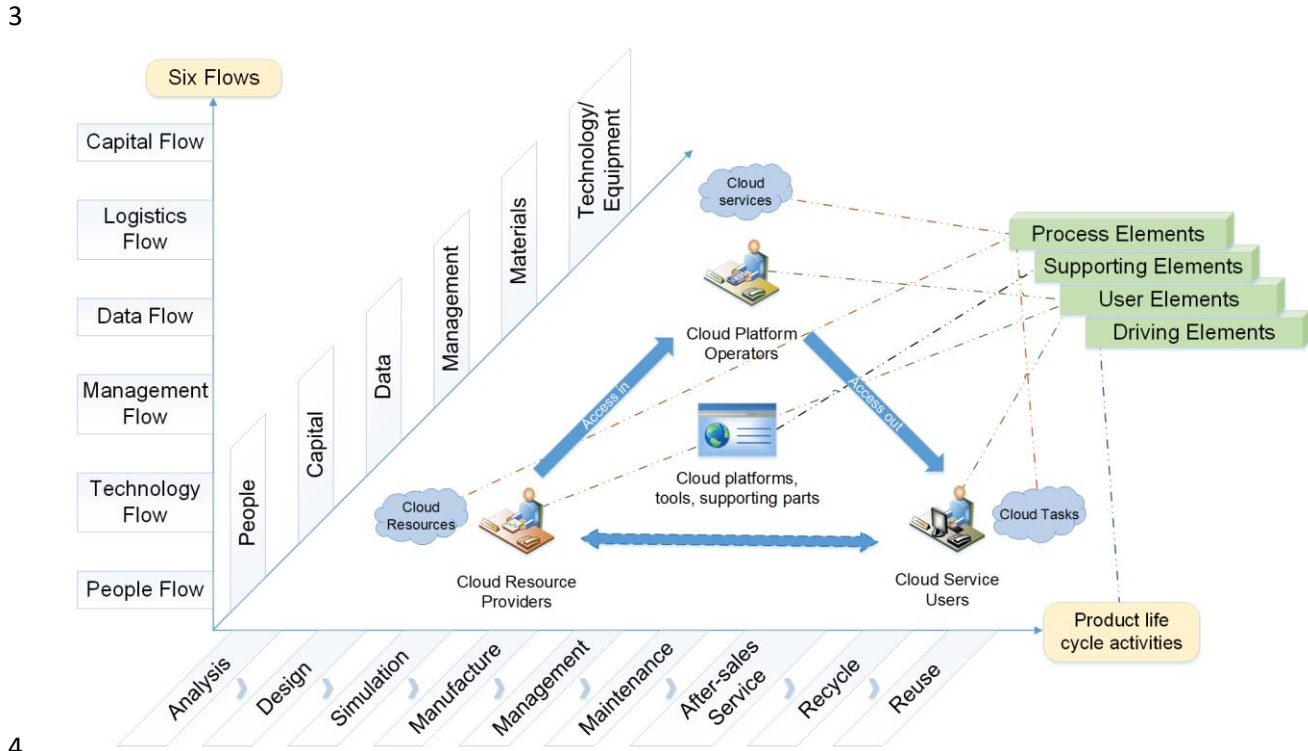 3
Six Flows
Capital Flow
Logistics
Flow
Data Flow
Management
Flow
Technology
Flow
People Flow
People
Capital
Data
Management
Materials
Technology/
Equipment
Cloud
services
Cloud Platform
Operators
Access in
Access out
Cloud platforms,
tools, supporting parts
Cloud
Resources
Cloud Resource
Providers
Cloud Tasks
Cloud Service
Users
Process Elements
Supporting Elements
User Elements
Driving Elements
Product life
cycle activities
Analysis
Design
Simulation
Manufacture
Management
Maintenance
After-sales
Service
Recycle
Reuse
4